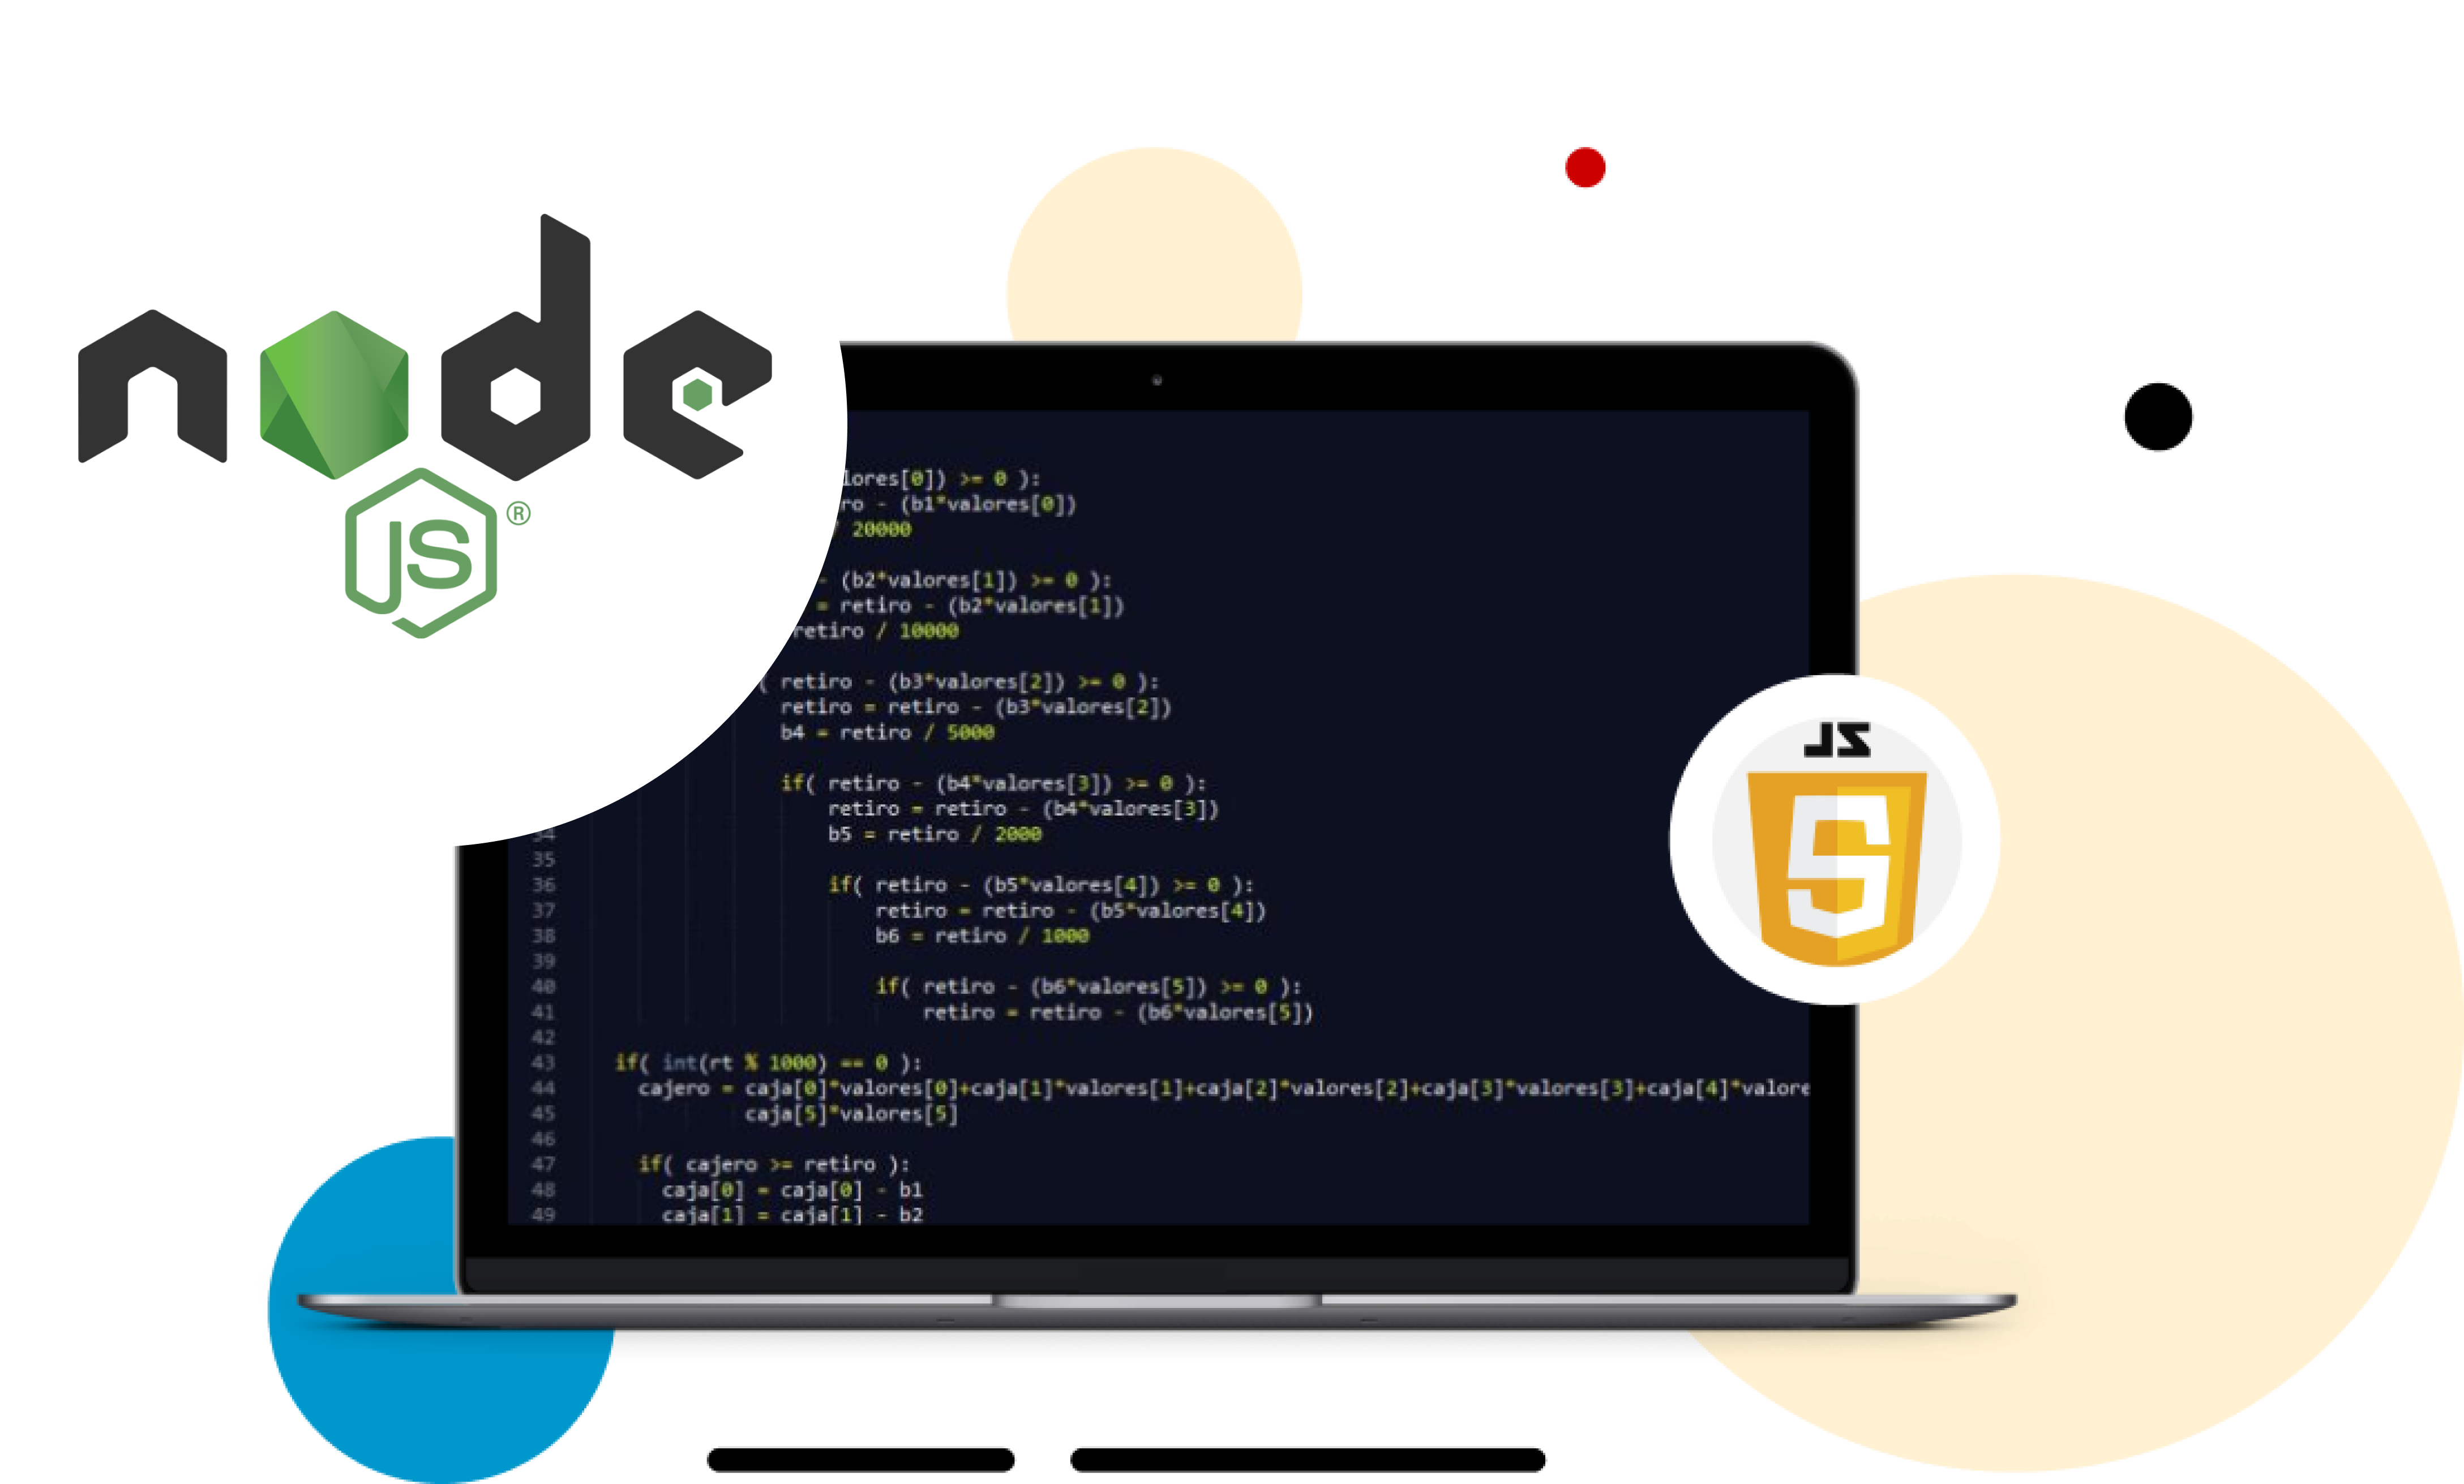 node
JS®
lores[0]) >= 0 ):
ro - (b1*valores[0])
/ 20000
- (b2*valores[1]) >= 0 ):
= retiro - (b2*valores[1])
retiro / 10000
( retiro - (b3*valores[2]) >= 0 ):
retiro = retiro - (b3*valores[2])
b4 = retiro / 5000
if( retiro - (b4*valores[3]) >= 0 ):
retiro = retiro - (b4*valores[3])
34 b5 = retiro / 2000
35
36 if( retiro - (b5*valores[4]) >= 0 ):
37 retiro = retiro - (b5*valores[4])
38 b6 = retiro / 1000
39
40 if( retiro - (b6*valores[5]) >= 0 ):
41 retiro = retiro - (b6*valores[5])
42
43 if( int(rt % 1000) == 0 ):
44 cajero = caja[0]*valores[0]+caja[1]*valores[1]+caja[2]*valores[2]+caja[3]*valores[3]+caja[4]*valore
45 caja[5]*valores[5]
46
47 if( cajero >= retiro ):
48 caja[0] = caja[0] - b1
49 caja[1] = caja[1] - b2
JS
5